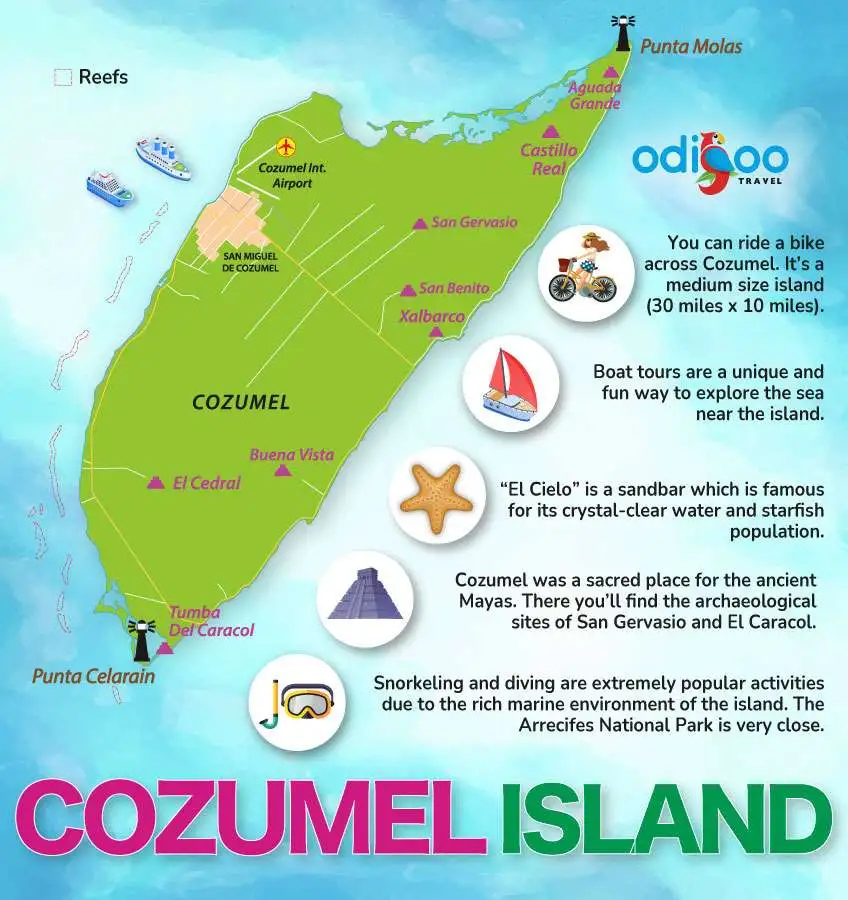 Punta Molas
Reefs
Aguada
Grande
Castillo
Real
odigoo
TRAVEL
Cozumel Int.
Airport
San Gervasio
SAN MIGUEL
DE COZUMEL
San Benito
Xalbarco
You can ride a bike
across Cozumel. It's a
medium size island
(30 miles x 10 miles).
Boat tours are a unique and
fun way to explore the sea
near the island.
COZUMEL
Buena Vista
El Cedral
“El Cielo” is a sandbar which is famous
for its crystal-clear water and starfish
population.
Cozumel was a sacred place for the ancient
Mayas. There you'll find the archaeological
sites of San Gervasio and El Caracol.
Tumba
Del Caracol
Punta Celarain
Snorkeling and diving are extremely popular activities
due to the rich marine environment of the island. The
Arrecifes National Park is very close.
COZUMEL ISLAND